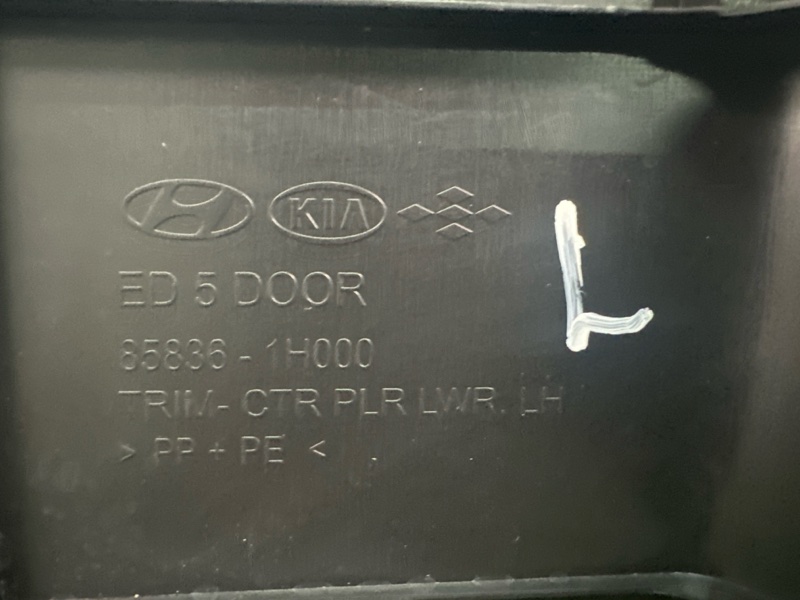 KIA
L
ED 5 DOOR
85836 - 1H000
TRIM- CTR PLR LWR, LH
> PP + PE <